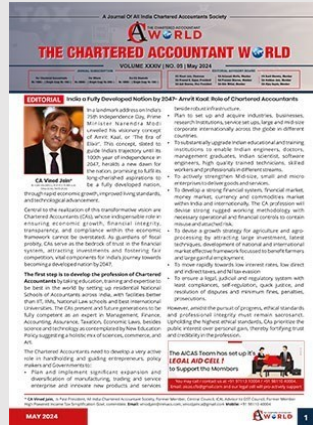 A Journal Of All India Chartered Accountants Society
THE CHARTERED ACCOUNTANT
WORLD
THE CHARTERED ACCOUNTANT WORLD
VOLUME XXXIV | NO. 05 | May 2024
EDITORIAL India a Fully Developed Nation by 2047- Amrit Kaal: Role of Chartered Accountants
In a landmark address on India's
75th Independence Day, Prime
Minister Narendra Modi
unveiled his visionary concept
of Amrit Kaal, or "The Era of
Elixir". This concept, slated to
guide India's trajectory until its
100th year of independence in
2047, heralds a new dawn for
the nation, promising to fulfil its
long-cherished aspirations to
be a fully developed nation,
CA Vinod Jain*
through rapid economic growth, improved living standards,
and technological advancement.
Central to the realisation of this transformative vision are
Chartered Accountants (CAs), whose indispensable role in
ensuring economic growth, financial integrity,
transparency, and compliance within the economic
framework cannot be overstated. As guardians of fiscal
probity, CAs serve as the bedrock of trust in the financial
system, attracting investments and fostering fair
competition, vital components for India's journey towards
becoming a developed nation by 2047.
The first step is to develop the profession of Chartered
Accountants by taking education, training and expertise to
be best in the world by setting up residential National
Schools of Accountants across India, with facilities better
than IIT, IIMs, National Law schools and best International
Universities. The CAs present and future generations to be
fully competent as an expert in Management, Finance,
Accounting, Assurance, Taxation, Economic Laws, besides
science and technology as contemplated by New Education
Policy suggesting a holistic mix of sciences, commerce, and
art.
The Chartered Accountants need to develop a very active
role in handholding and guiding entrepreneurs, policy
makers and Governments to:
• Plan and implement significant expansion and
diversification of manufacturing, trading and service
enterprise and innovate new products and services
besides robust infrastructure.
• Plan to set up and acquire industries, businesses,
research institutions, service set ups, large and mid-size
corporate internationally across the globe in different
countries.
• To substantially upgrade Indian educational and training
institutions to enable Indian engineers, doctors,
management graduates, Indian scientist, software
engineers, high quality trained technicians, skilled
workers and professionals in different streams.
• To actively strengthen Mid-size, small and micro
enterprises to deliver goods and services.
• To develop a strong financial system, financial market,
money market, currency and commodities market
within India and internationally. The CA profession will
devise strong rugged working methodology with
necessary operational and financial controls to contain
misuse and attached risk.
• To devise a growth strategy for agriculture and agro-
processing by attracting large investment, latest
techniques, development of national and international
market effective framework focussed to benefit farmers
and large gainful employment
• To move rapidly towards low interest rates, low direct
and indirect taxes, and Nil tax evasion
• To ensure a legal, judicial and regulatory system with
least compliances, self-regulation, quick justice, and
resolution of disputes and minimum fines, penalties,
prosecutions.
However, amidst the pursuit of progress, ethical standards
and professional integrity must remain sacrosanct.
Upholding the highest ethical standards, CAs prioritize the
public interest over personal gain, thereby fortifying trust
and credibility in the profession.
The AICAS Team has set up it's
LEGAL AID-CELL !
to Support the Members
MAY 2024
WORLD
1